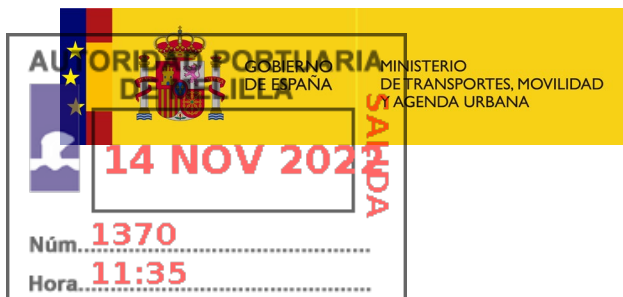 AUTORIDAD PORTUARIA
DE MELILLA
GOBIERNO
DE ESPAÑA
MINISTERIO
DE TRANSPORTES, MOVILIDAD
Y AGENDA URBANA
SALIDA
14 NOV 2022
Núm. 1370
Hora. 11:35